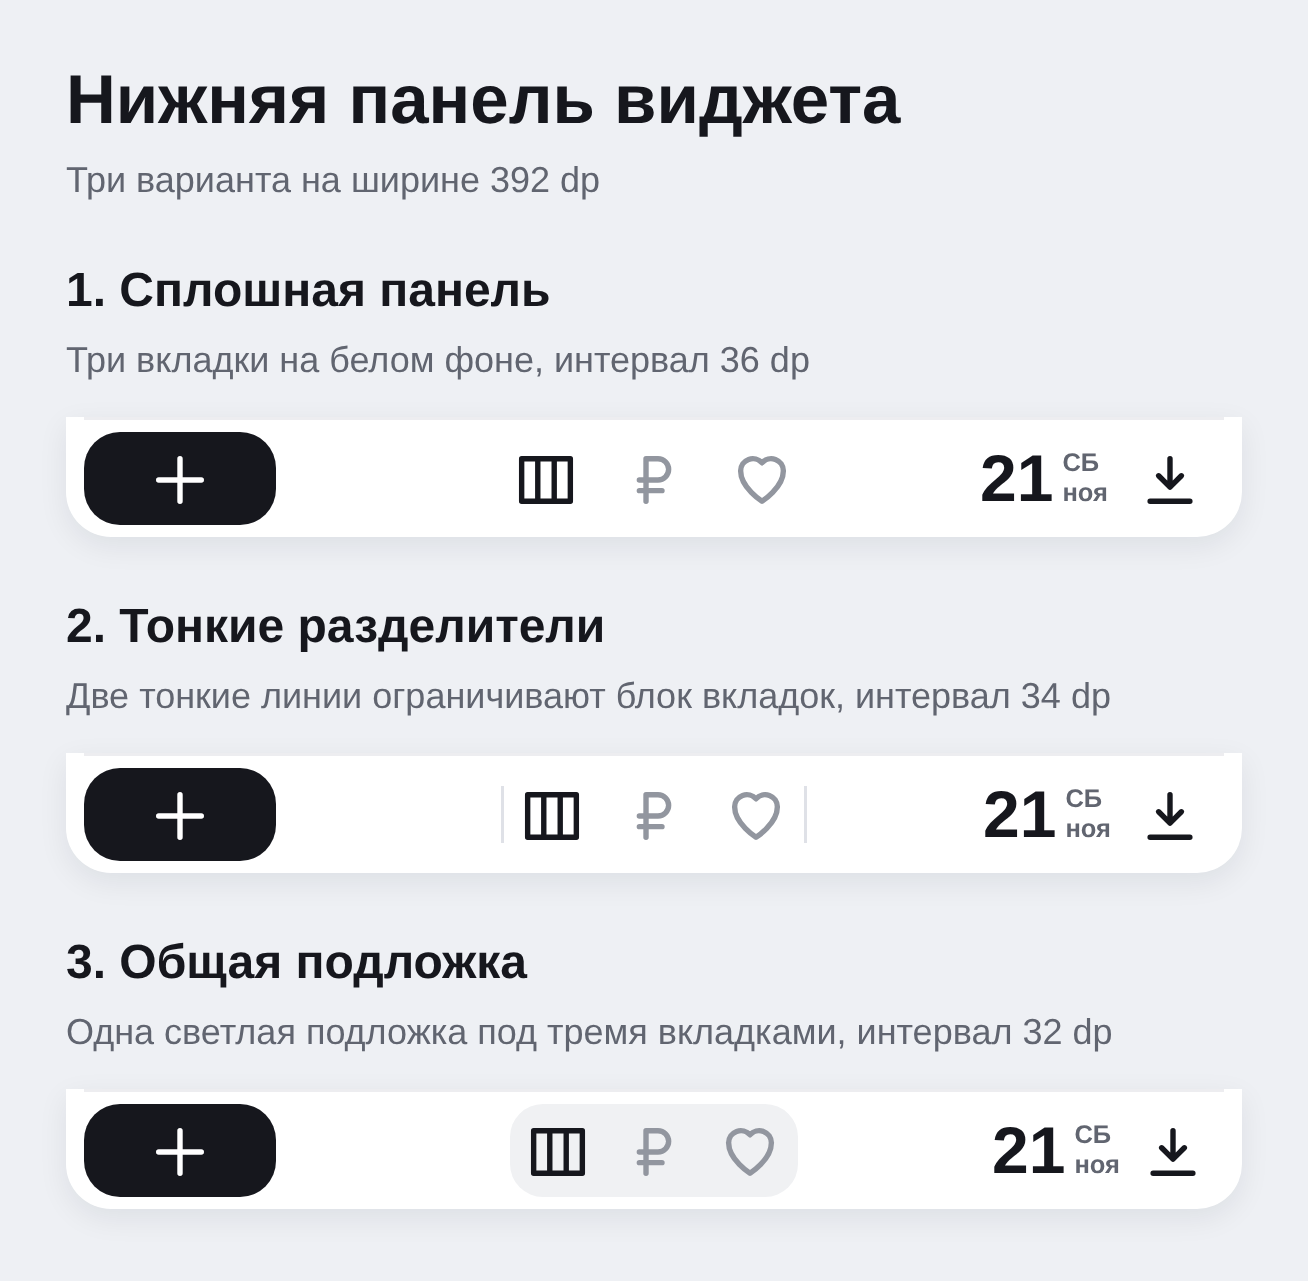 Нижняя панель виджета
Три варианта на ширине 392 dp
1. Сплошная панель
Три вкладки на белом фоне, интервал 36 dp
21 СБ
ноя
2. Тонкие разделители
Две тонкие линии ограничивают блок вкладок, интервал 34 dp
21 СБ
ноя
3. Общая подложка
Одна светлая подложка под тремя вкладками, интервал 32 dp
21 СБ
ноя